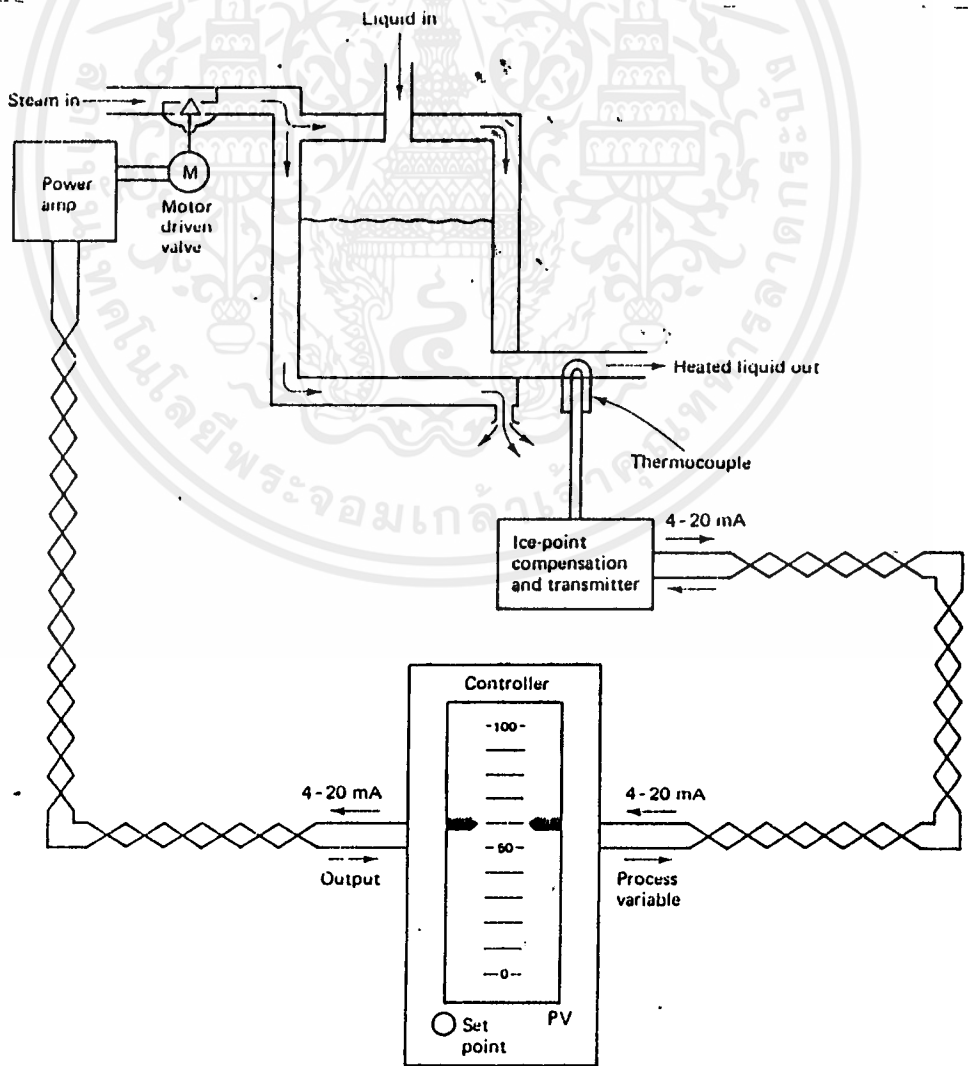 Liquid in
Steam in
Power
amp
M
Motor
driven
valve
Heated liquid out
Thermocouple
4 - 20 mA
Ice-point
compensation
and transmitter
Controller
-100-
4 - 20 mA
4 - 20 mA
-50-
Output
Process
variable
-0-
Set
point
PV